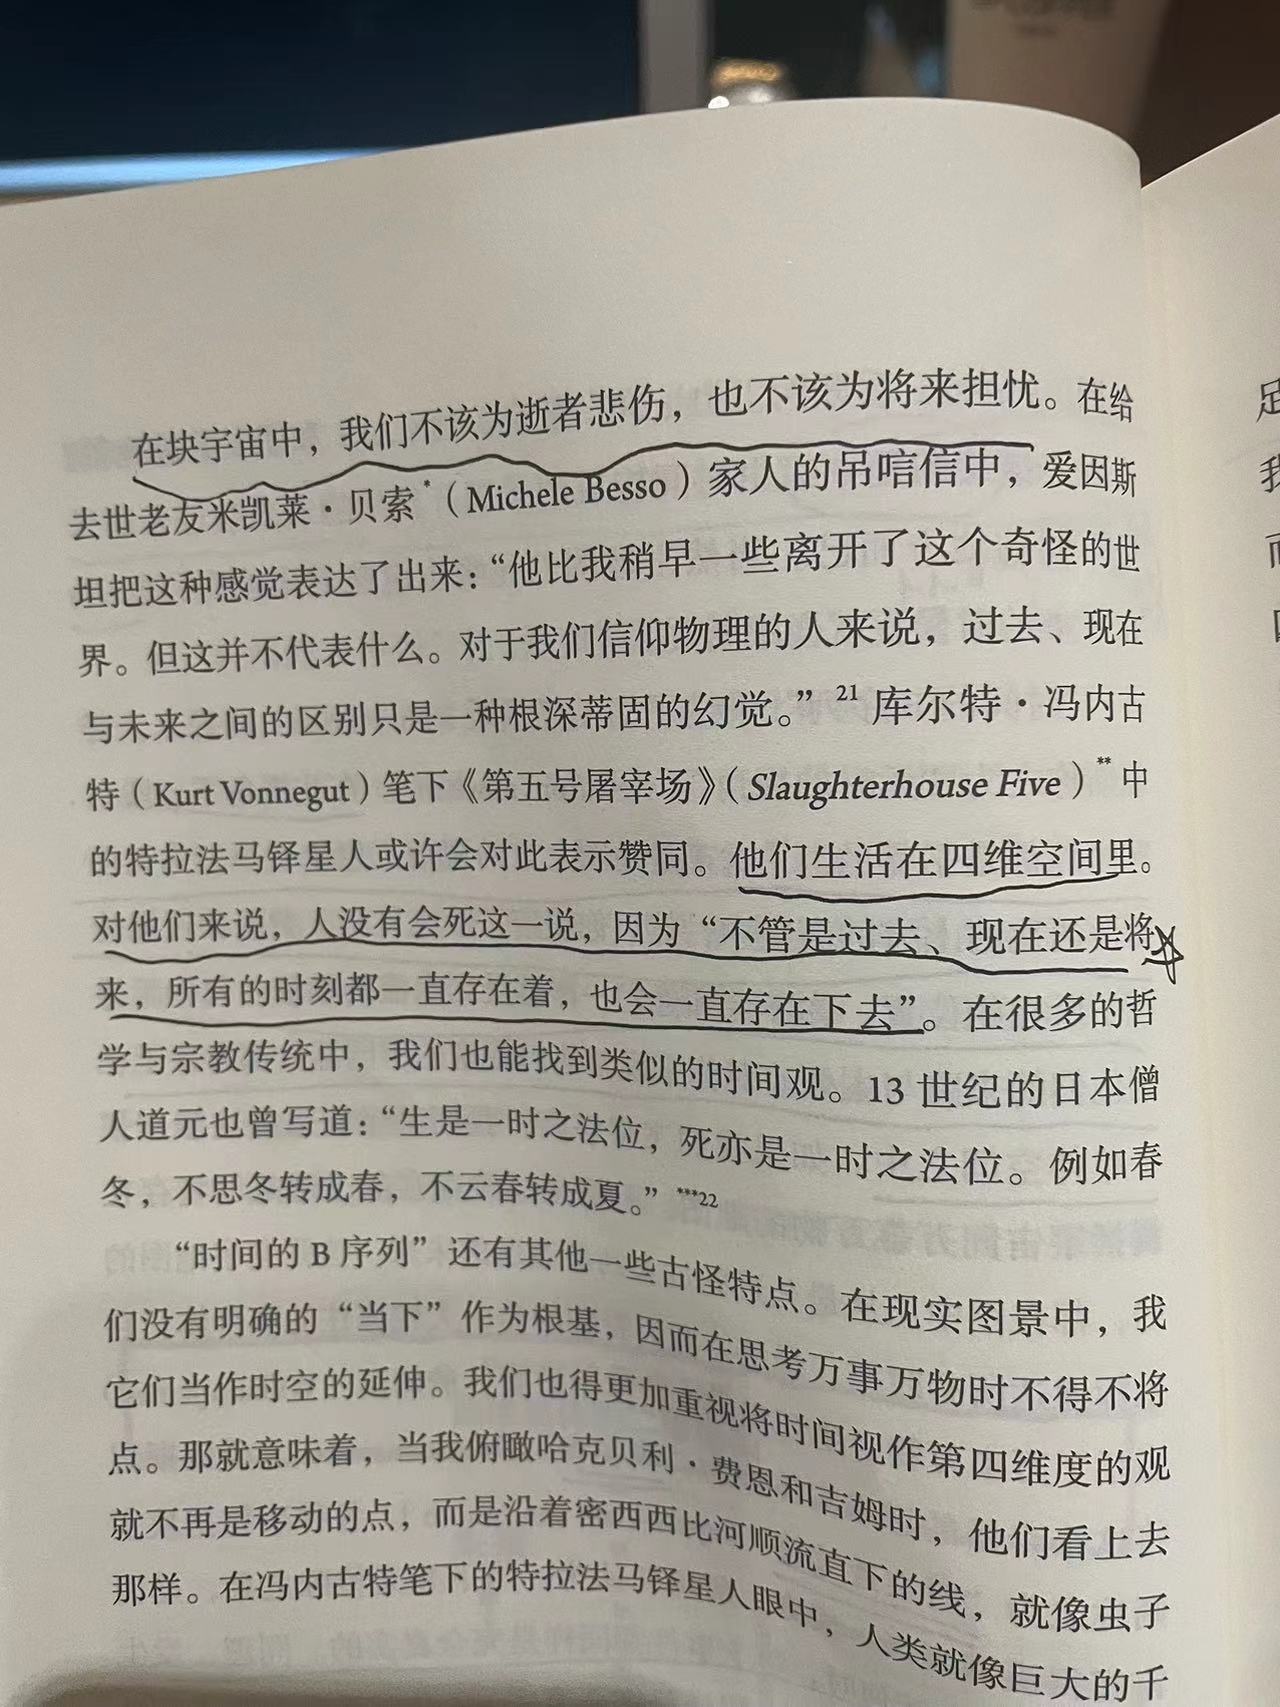 在块宇宙中，我们不该为逝者悲伤，也不该为将来担忧。在给
去世老友米凯莱·贝索*（Michele Besso）家人的吊唁信中，爱因斯
坦把这种感觉表达了出来：“他比我稍早一些离开了这个奇怪的世
界。但这并不代表什么。对于我们信仰物理的人来说，过去、现在
与未来之间的区别只是一种根深蒂固的幻觉。”21 库尔特·冯内古
特（Kurt Vonnegut）笔下《第五号屠宰场》（Slaughterhouse Five）**中
的特拉法马铎星人或许会对此表示赞同。他们生活在四维空间里。
对他们来说，人没有会死这一说，因为“不管是过去、现在还是将
来，所有的时刻都一直存在着，也会一直存在下去”。在很多的哲
学与宗教传统中，我们也能找到类似的时间观。13 世纪的日本僧
人道元也曾写道：“生是一时之法位，死亦是一时之法位。例如春
冬，不思冬转成春，不云春转成夏。”***22
“时间的 B 序列”还有其他一些古怪特点。在现实图景中，我
们没有明确的“当下”作为根基，因而在思考万事万物时不得不将
它们当作时空的延伸。我们也得更加重视将时间视作第四维度的观
点。那就意味着，当我俯瞰哈克贝利·费恩和吉姆时，他们看上去
就不再是移动的点，而是沿着密西西比河顺流直下的线，就像虫子
那样。在冯内古特笔下的特拉法马铎星人眼中，人类就像巨大的千
足
我
而